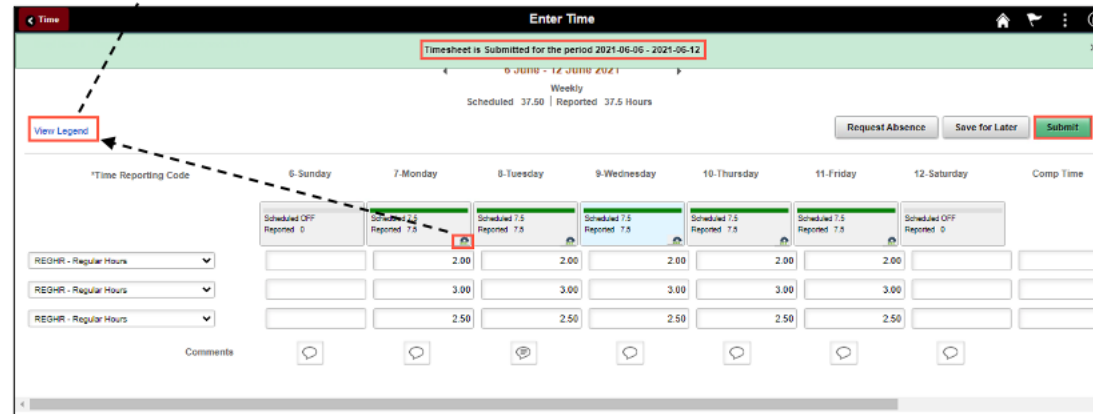 Time
Enter Time
Timesheet is Submitted for the period 2021-06-06 - 2021-06-12
6 June - 12 June 2021
Weekly
Scheduled 37.50 | Reported 37.5 Hours
View Legend
Request Absence
Save for Later
Submit
*Time Reporting Code
6-Sunday
7-Monday
8-Tuesday
9-Wednesday
10-Thursday
11-Friday
12-Saturday
Comp Time
Scheduled OFF
Reported 0
Scheduled 7.5
Reported 7.5
Scheduled 7.5
Reported 7.5
Scheduled 7.5
Reported 7.5
Scheduled 7.5
Reported 7.5
Scheduled 7.5
Reported 7.5
Scheduled OFF
Reported 0
REGHR - Regular Hours 2.00 2.00 2.00 2.00 2.00
REGHR - Regular Hours 3.00 3.00 3.00 3.00 3.00
REGHR - Regular Hours 2.50 2.50 2.50 2.50 2.50
Comments